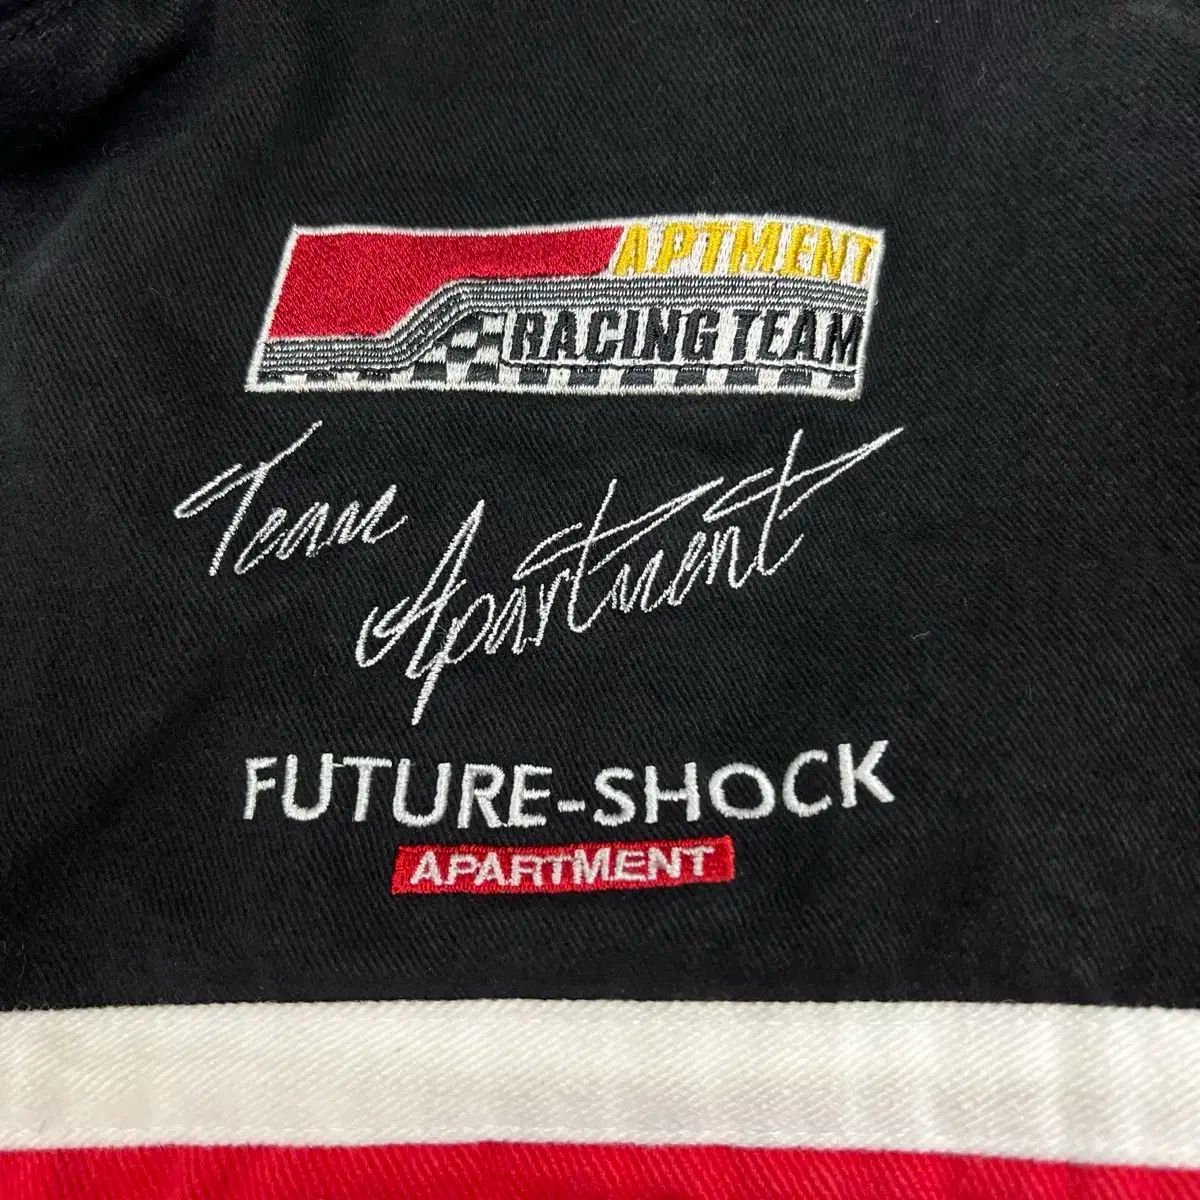 APTMENT
RACING TEAM
Team
Apartment
FUTURE-SHOCK
APARTMENT